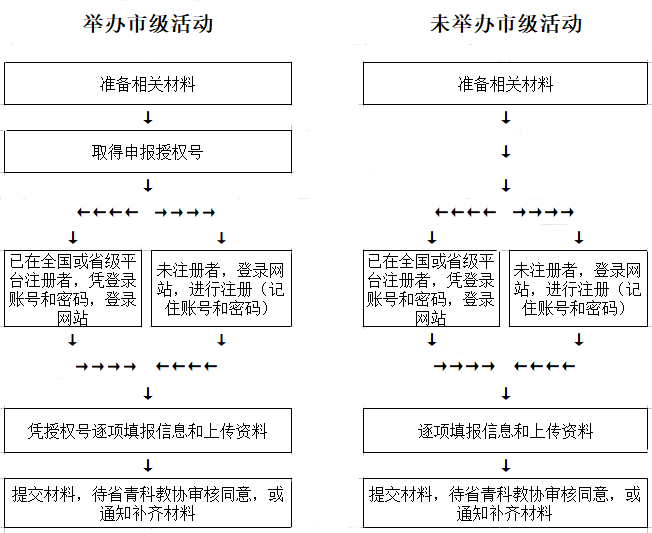 举办市级活动
准备相关材料
↓
取得申报授权号
↓
←←←← →→→→
↓ ↓
已在全国或省级平
台注册者，凭登录
账号和密码，登录
网站
未注册者，登录网
站，进行注册（记
住账号和密码）
↓ ↓
→→→→ ←←←←
↓
凭授权号逐项填报信息和上传资料
↓
提交材料，待省青科教协审核同意，或
通知补齐材料
未举办市级活动
准备相关材料
↓
↓
↓
←←←← →→→→
↓ ↓
已在全国或省级平
台注册者，凭登录
账号和密码，登录
网站
未注册者，登录网
站，进行注册（记
住账号和密码）
↓ ↓
→→→→ ←←←←
↓
逐项填报信息和上传资料
↓
提交材料，待省青科教协审核同意，或
通知补齐材料